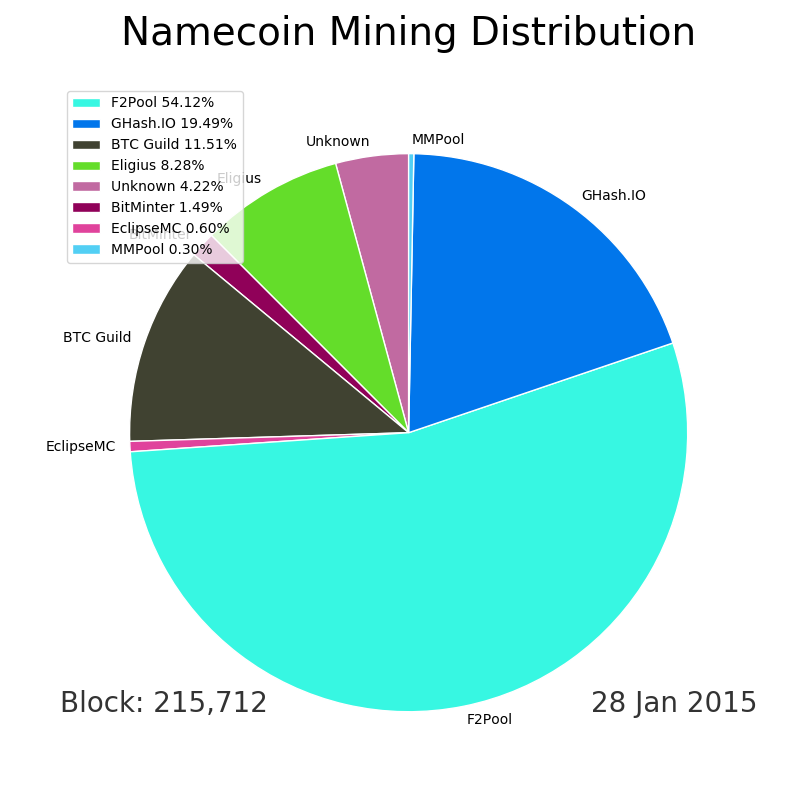 Namecoin Mining Distribution
F2Pool 54.12%
GHash.IO 19.49%
BTC Guild 11.51%
Eligius 8.28%
Unknown 4.22%
BitMinter 1.49%
EclipseMC 0.60%
MMPool 0.30%
Unknown
MMPool
Eligius
GHash.IO
BitMinter
BTC Guild
EclipseMC
Block: 215,712
28 Jan 2015
F2Pool